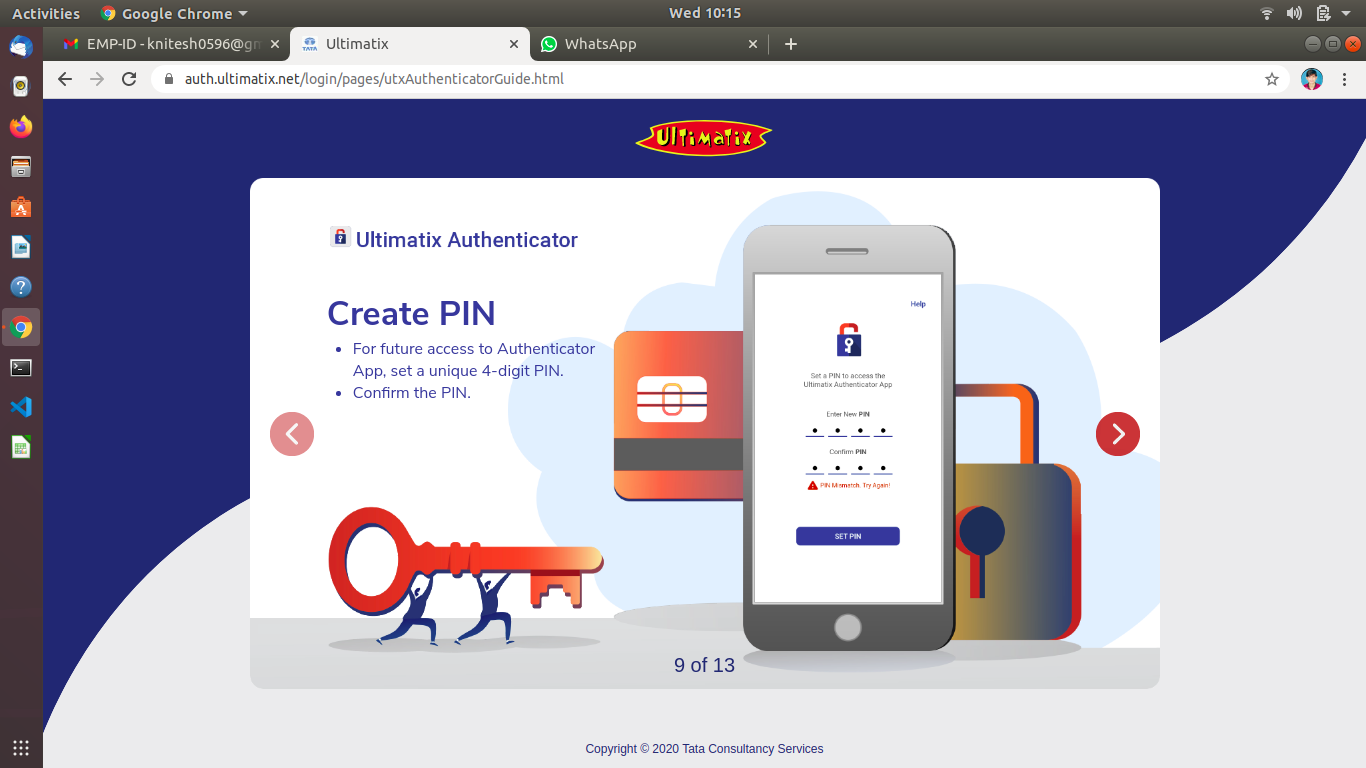 Activities
Google Chrome
Wed 10:15
EMP-ID - knitesh0596@gm
Ultimatix
WhatsApp
auth.ultimatix.net/login/pages/utxAuthenticatorGuide.html
TATA
Ultimatix
Ultimatix Authenticator
Create PIN
• For future access to Authenticator
App, set a unique 4-digit PIN.
• Confirm the PIN.
Help
Set a PIN to access the
Ultimatix Authenticator App
Enter New PIN
Confirm PIN
PIN Mismatch. Try Again!
SET PIN
9 of 13
Copyright © 2020 Tata Consultancy Services